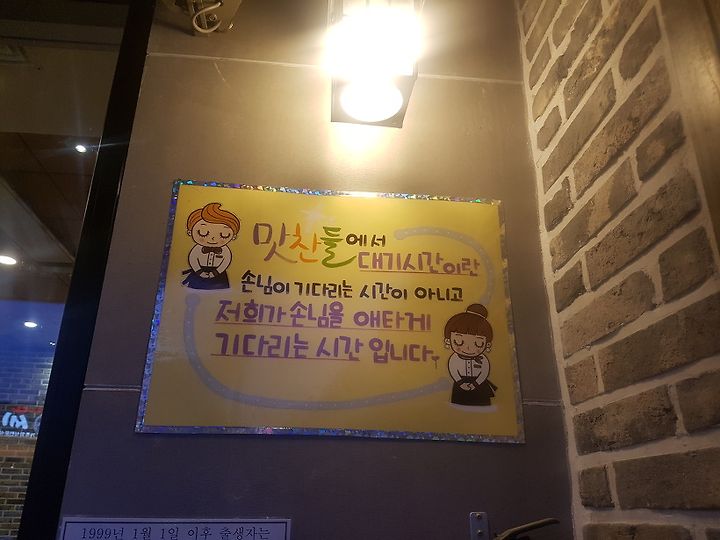 맛찬들에서
대기시간이란
손님이 기다리는 시간이 아니고
저희가 손님을 애타게
기다리는 시간 입니다.
1999년 1월 1일 이후 출생자는